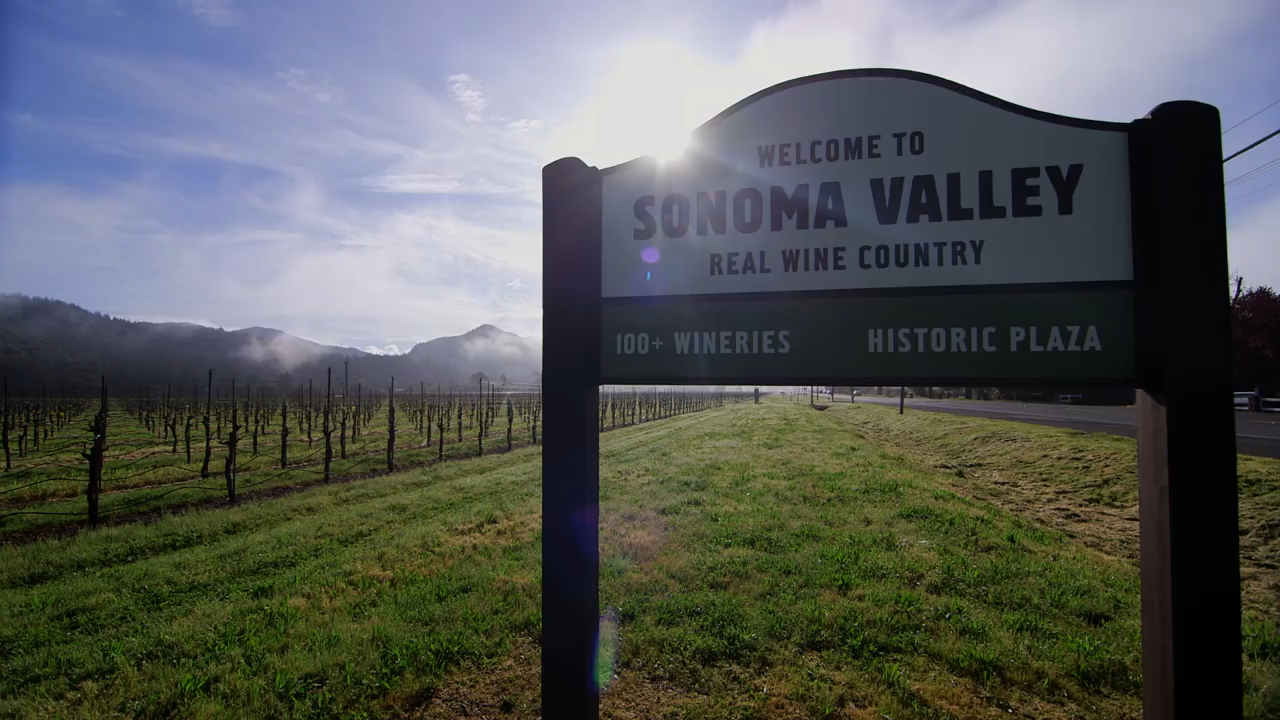 WELCOME TO
SONOMA VALLEY
REAL WINE COUNTRY
100+ WINERIES HISTORIC PLAZA